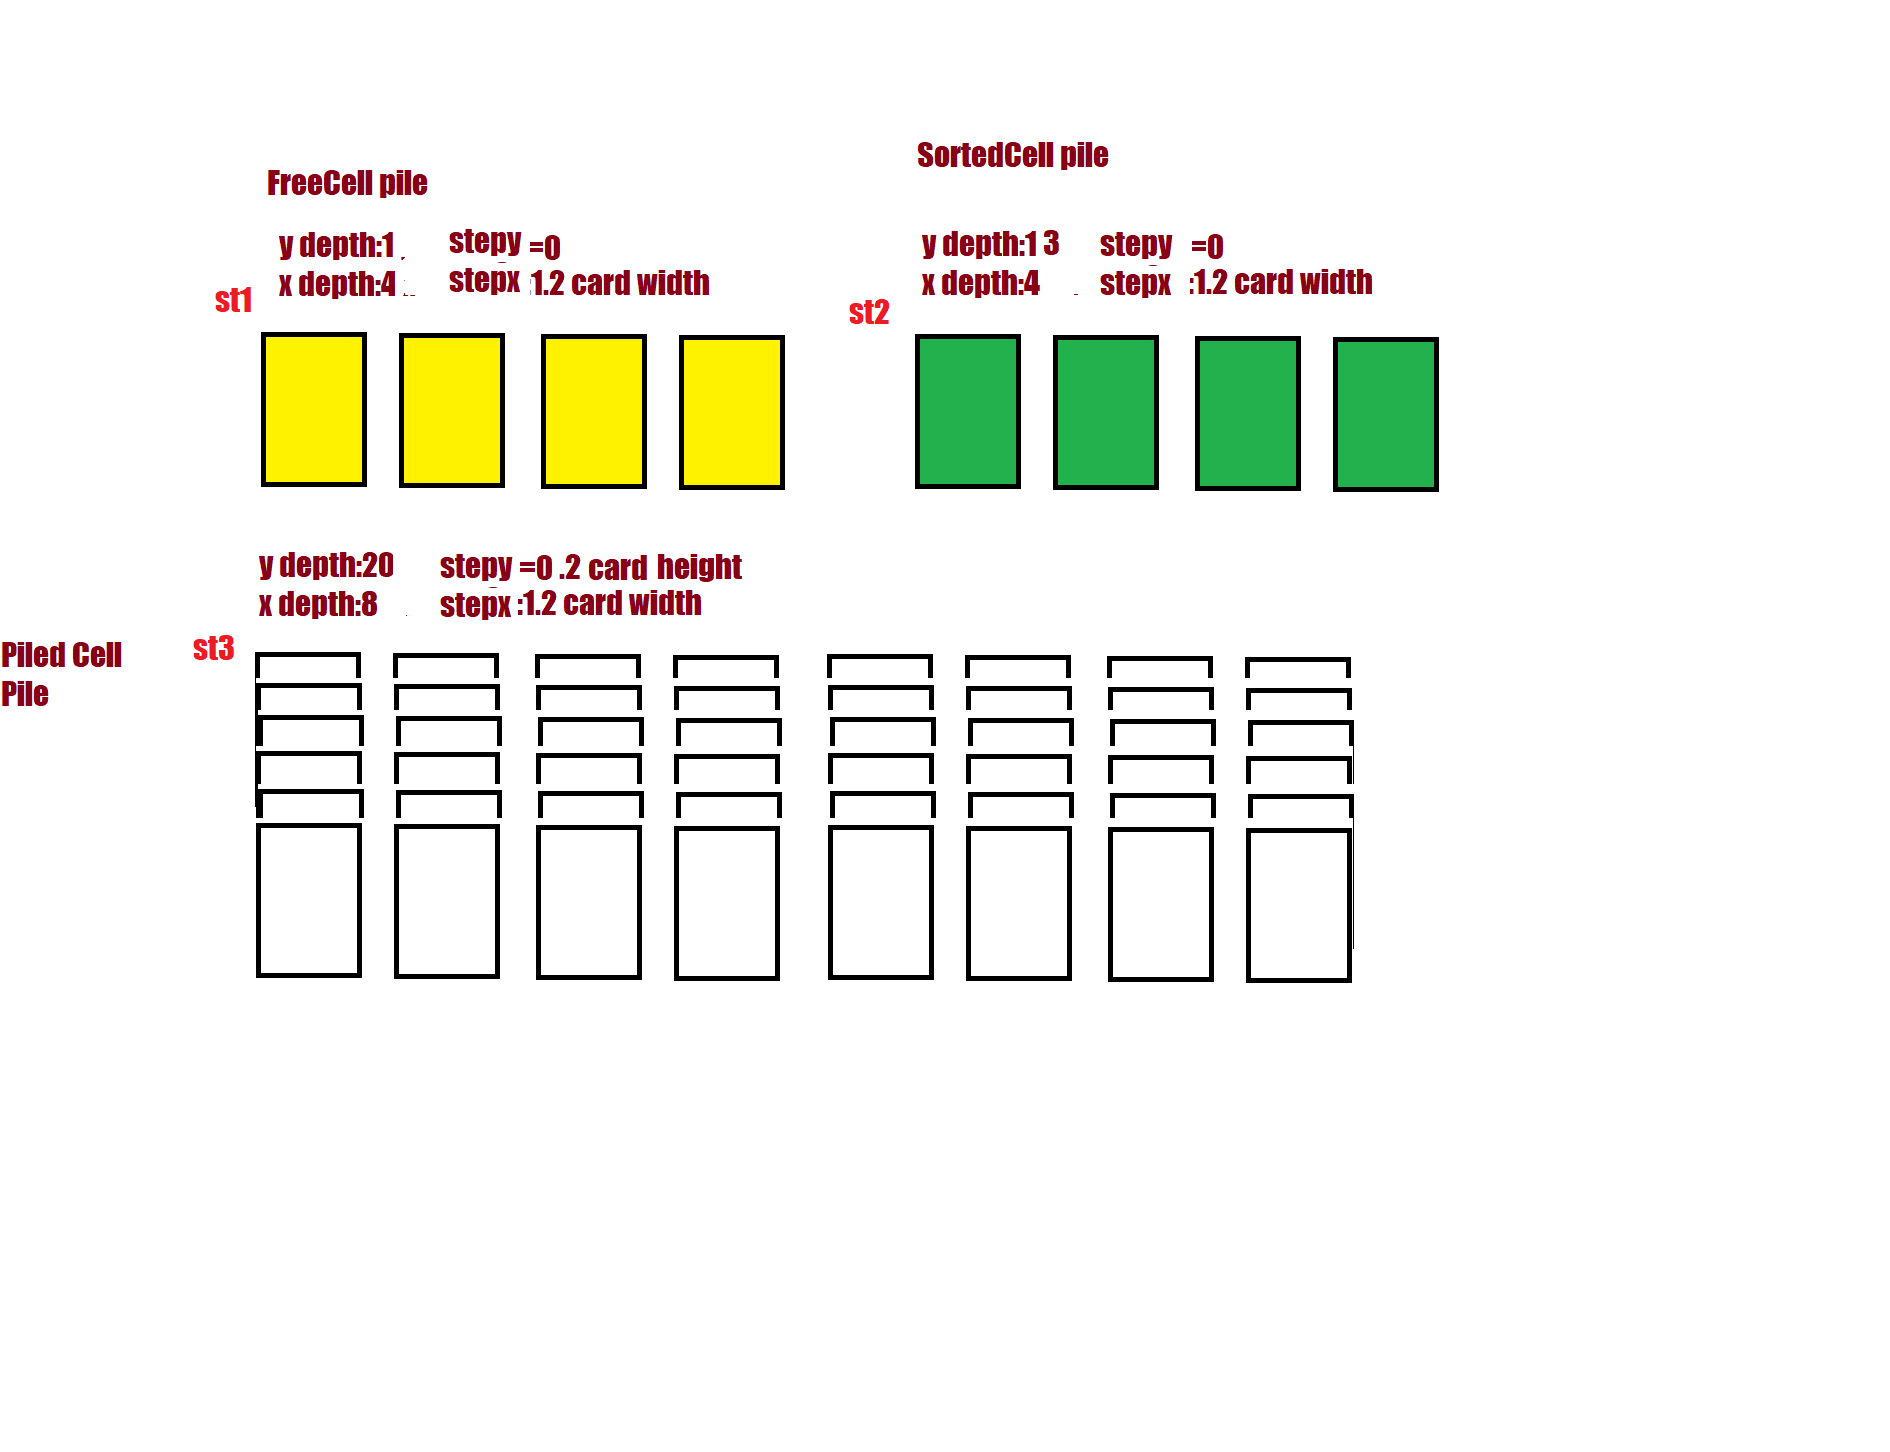 SortedCell pile
FreeCell pile
y depth:1 stepy =0
x depth:4 stepx :1.2 card width
st1
y depth:1 3 stepy =0
x depth:4 stepx :1.2 card width
st2
y depth:20 stepy =0 .2 card height
x depth:8 stepx :1.2 card width
st3
Piled Cell
Pile